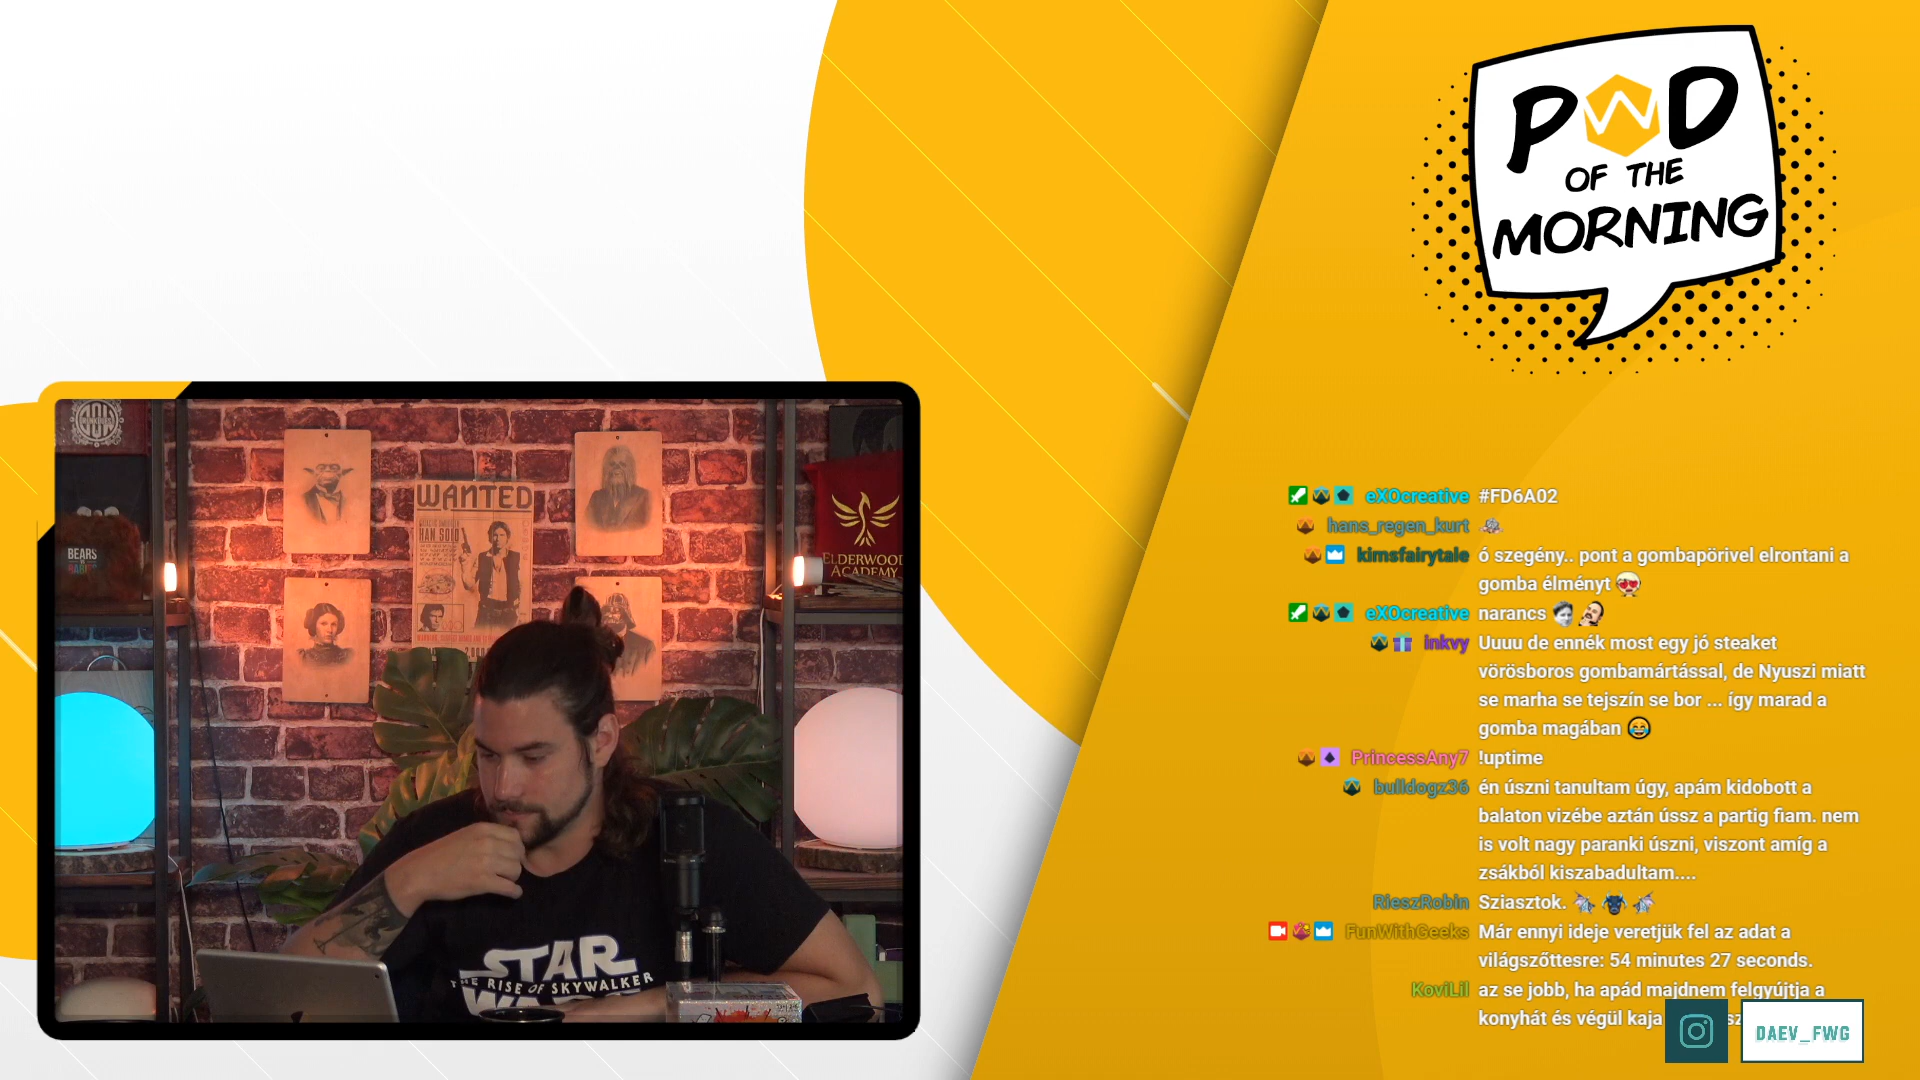 POD
OF THE
MORNING
WANTED
HAN SOLO
BEARS
ELDERWOOD
ACADEMY
STAR
THE RISE OF SKYWALKER
WARS
eXOcreative #FD6A02
hans_regen_kurt
kimsfairytale ó szegény.. pont a gombapörivel elrontani a
gomba élményt
eXOcreative narancs
inkvy Uuuu de ennék most egy jó steaket
vörösboros gombamártással, de Nyuszi miatt
se marha se tejszín se bor ... így marad a
gomba magában
PrincessAny7 !uptime
bulldogz36 én úszni tanultam úgy, apám kidobott a
balaton vizébe aztán ússz a partig fiam. nem
is volt nagy paranki úszni, viszont amíg a
zsákból kiszabadultam....
RieszRobin Sziasztok.
FunWithGeeks Már ennyi ideje veretjük fel az adat a
világszőttesre: 54 minutes 27 seconds.
KoviLil az se jobb, ha apád majdnem felgyújtja a
konyhát és végül kaja
DAEV_FWG